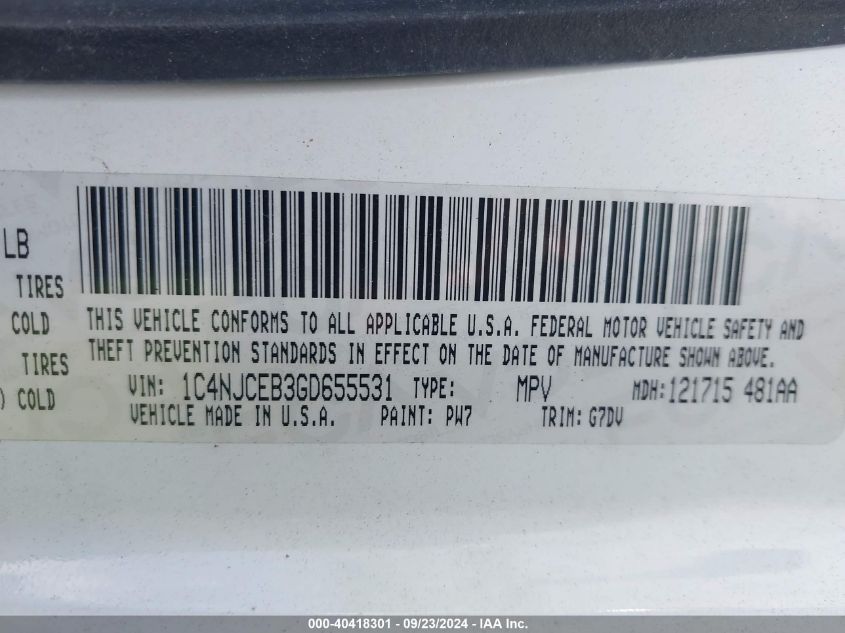 LB
TIRES
COLD
TIRES
) COLD
THIS VEHICLE CONFORMS TO ALL APPLICABLE U.S.A. FEDERAL MOTOR VEHICLE SAFETY AND
THEFT PREVENTION STANDARDS IN EFFECT ON THE DATE OF MANUFACTURE SHOWN ABOVE.
VIN: 1C4NJCEB3GD655531 TYPE: MPV MDH:121715 481AA
VEHICLE MADE IN U.S.A. PAINT: PW7 TRIM: G7DV
000-40418301 - 09/23/2024 - IAA Inc.